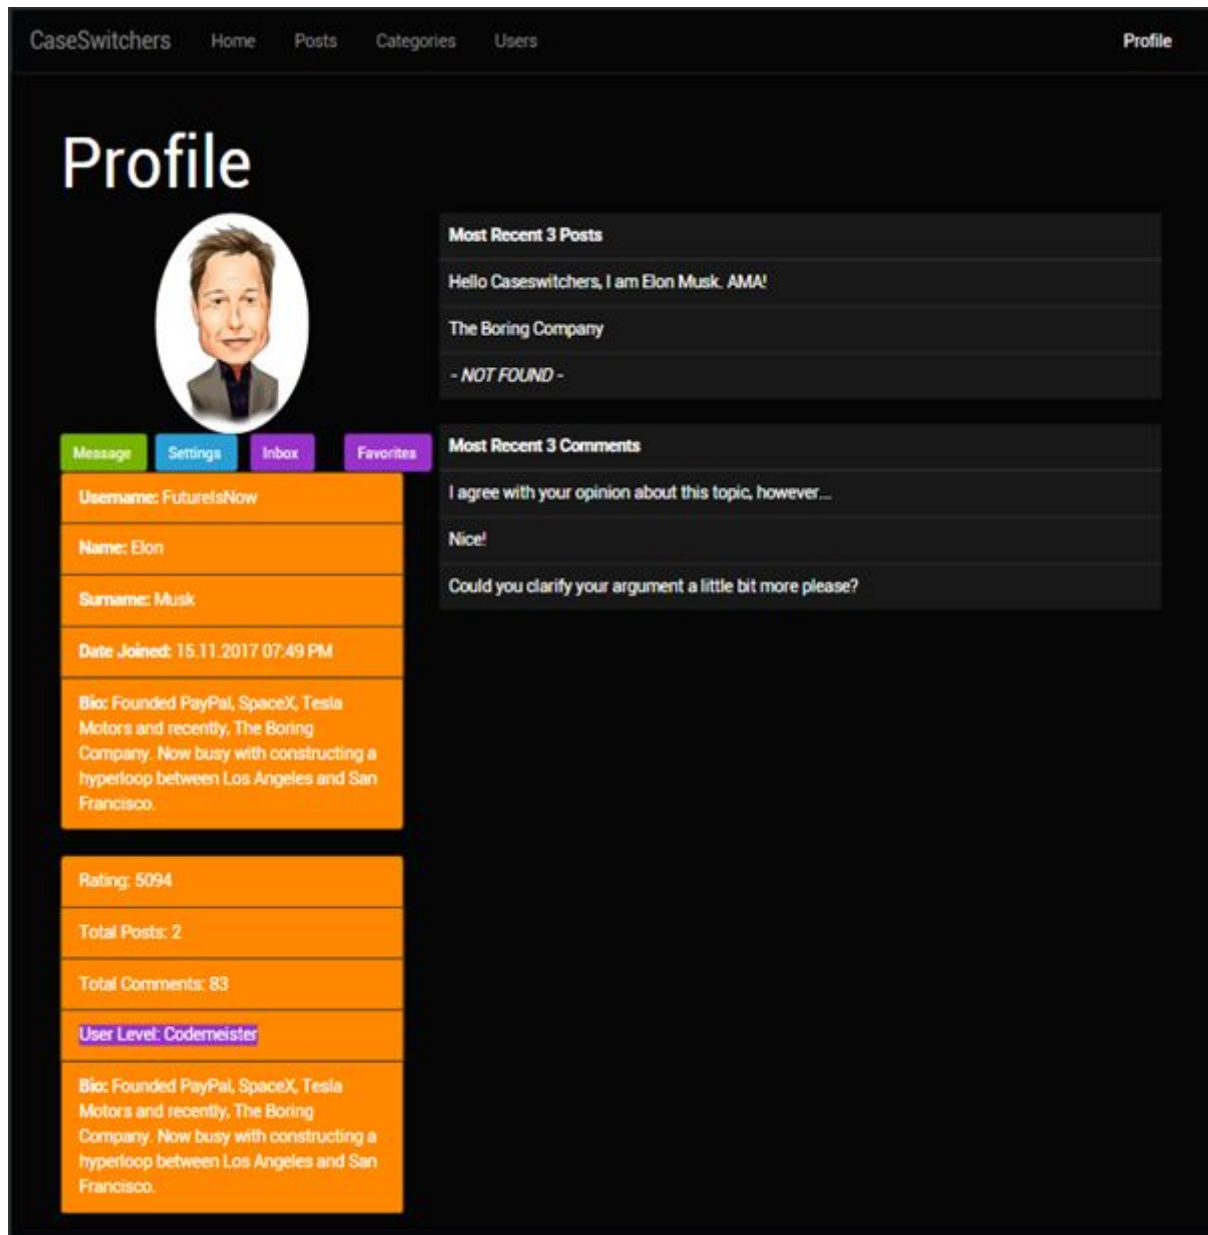 CaseSwitchers Home Posts Categories Users Profile
Profile
Message Settings Inbox Favorites
Username: FutureIsNow
Name: Elon
Surname: Musk
Date Joined: 15.11.2017 07:49 PM
Bio: Founded PayPal, SpaceX, Tesla
Motors and recently, The Boring
Company. Now busy with constructing a
hyperloop between Los Angeles and San
Francisco.
Rating: 5094
Total Posts: 2
Total Comments: 83
User Level: Codemeister
Bio: Founded PayPal, SpaceX, Tesla
Motors and recently, The Boring
Company. Now busy with constructing a
hyperloop between Los Angeles and San
Francisco.
Most Recent 3 Posts
Hello Caseswitchers, I am Elon Musk. AMA!
The Boring Company
- NOT FOUND -
Most Recent 3 Comments
I agree with your opinion about this topic, however...
Nice!
Could you clarify your argument a little bit more please?